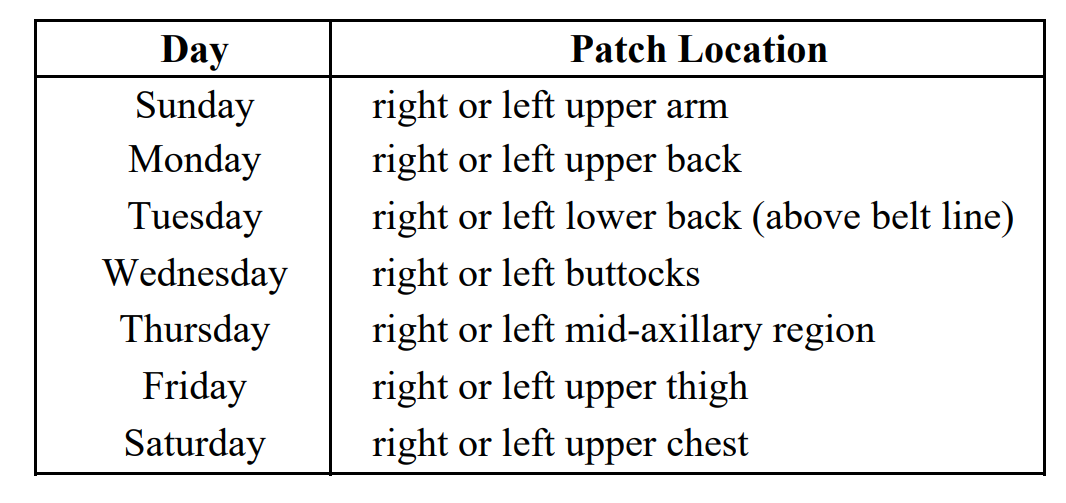 Day Patch Location
Sunday right or left upper arm
Monday right or left upper back
Tuesday right or left lower back (above belt line)
Wednesday right or left buttocks
Thursday right or left mid-axillary region
Friday right or left upper thigh
Saturday right or left upper chest